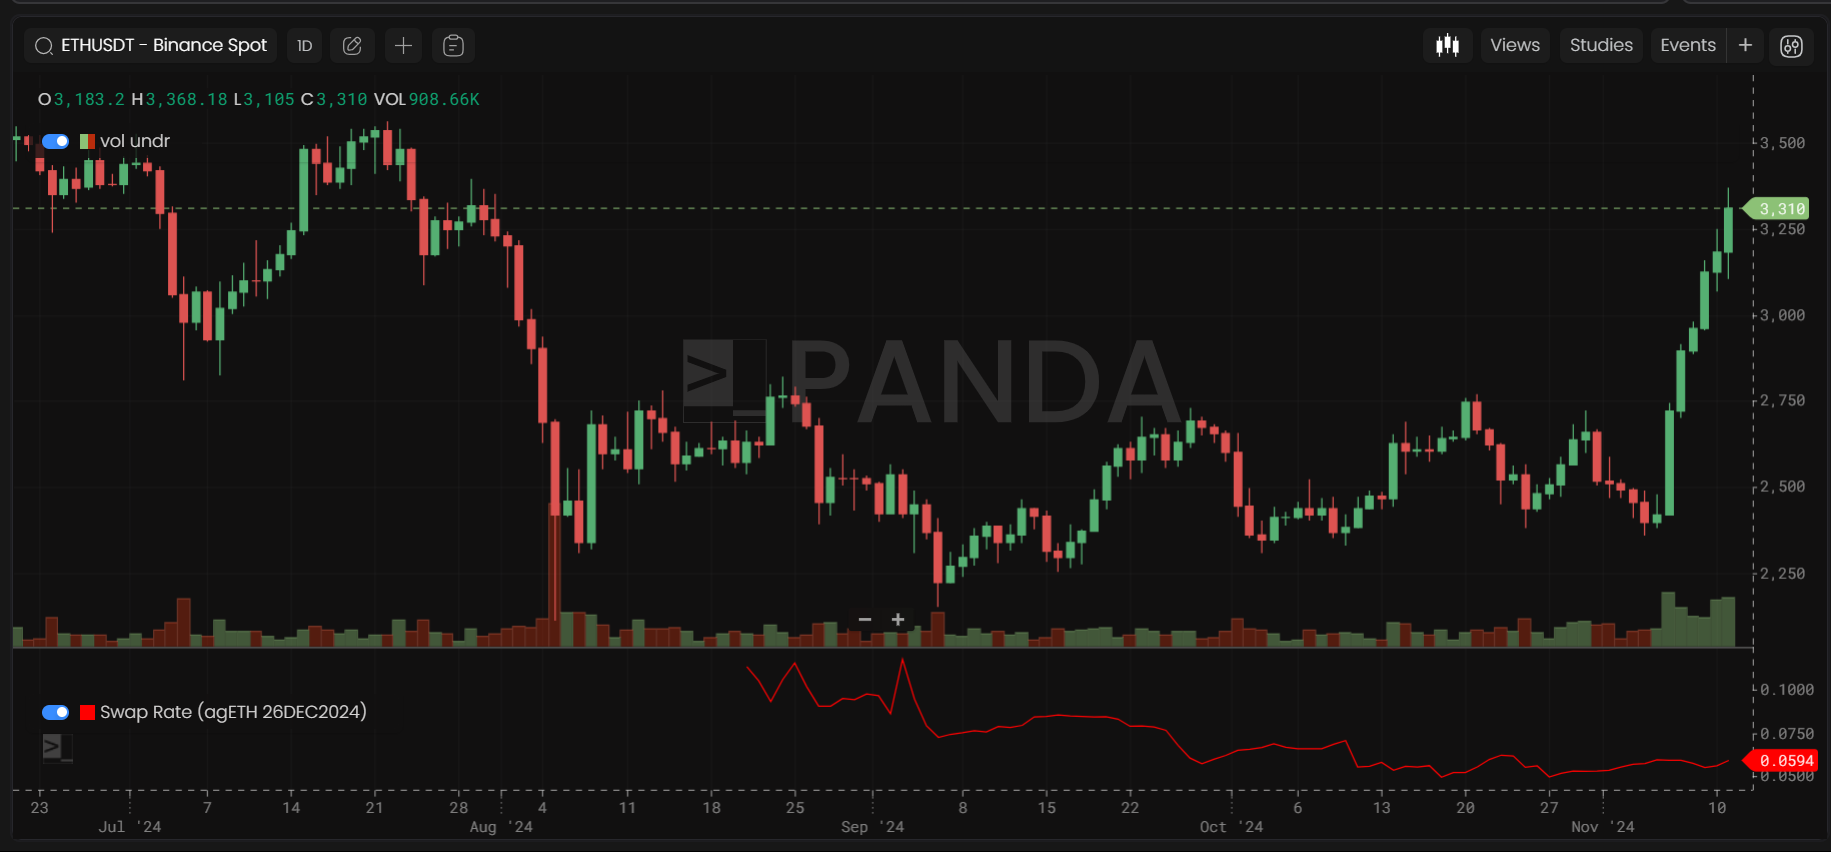 ETHUSDT - Binance Spot 1D Views Studies Events +
O3,183.2 H3,368.18 L3,105 C3,310 VOL908.66K
vol undr
3,500
3,310
3,250
3,000
>_ PANDA
2,750
2,500
2,250
− +
0.1000
Swap Rate (agETH 26DEC2024)
0.0750
0.0594
0.0500
23 7 14 21 28 4 11 18 25 8 15 22 6 13 20 27 10
Jul '24 Aug '24 Sep '24 Oct '24 Nov '24